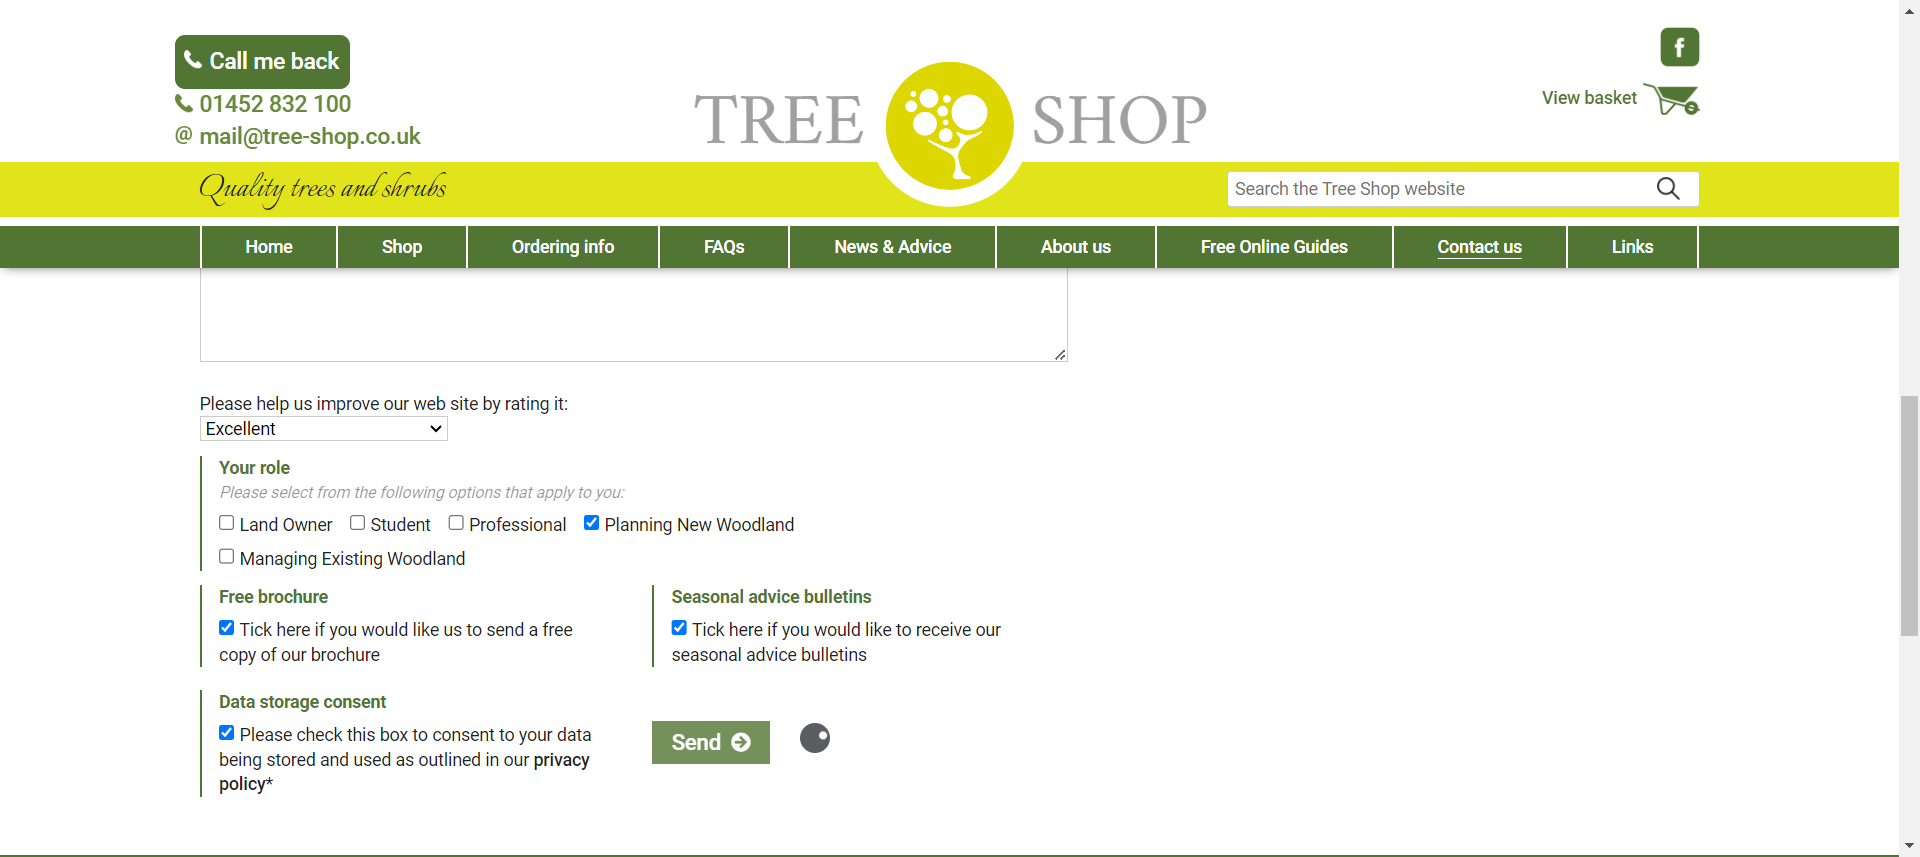 Call me back
01452 832 100
@ mail@tree-shop.co.uk
TREE SHOP
f
View basket
Quality trees and shrubs
Search the Tree Shop website
Home Shop Ordering info FAQs News & Advice About us Free Online Guides Contact us Links
Please help us improve our web site by rating it:
Excellent
Your role
Please select from the following options that apply to you:
Land Owner Student Professional Planning New Woodland
Managing Existing Woodland
Free brochure
Tick here if you would like us to send a free
copy of our brochure
Seasonal advice bulletins
Tick here if you would like to receive our
seasonal advice bulletins
Data storage consent
Please check this box to consent to your data
being stored and used as outlined in our privacy
policy*
Send